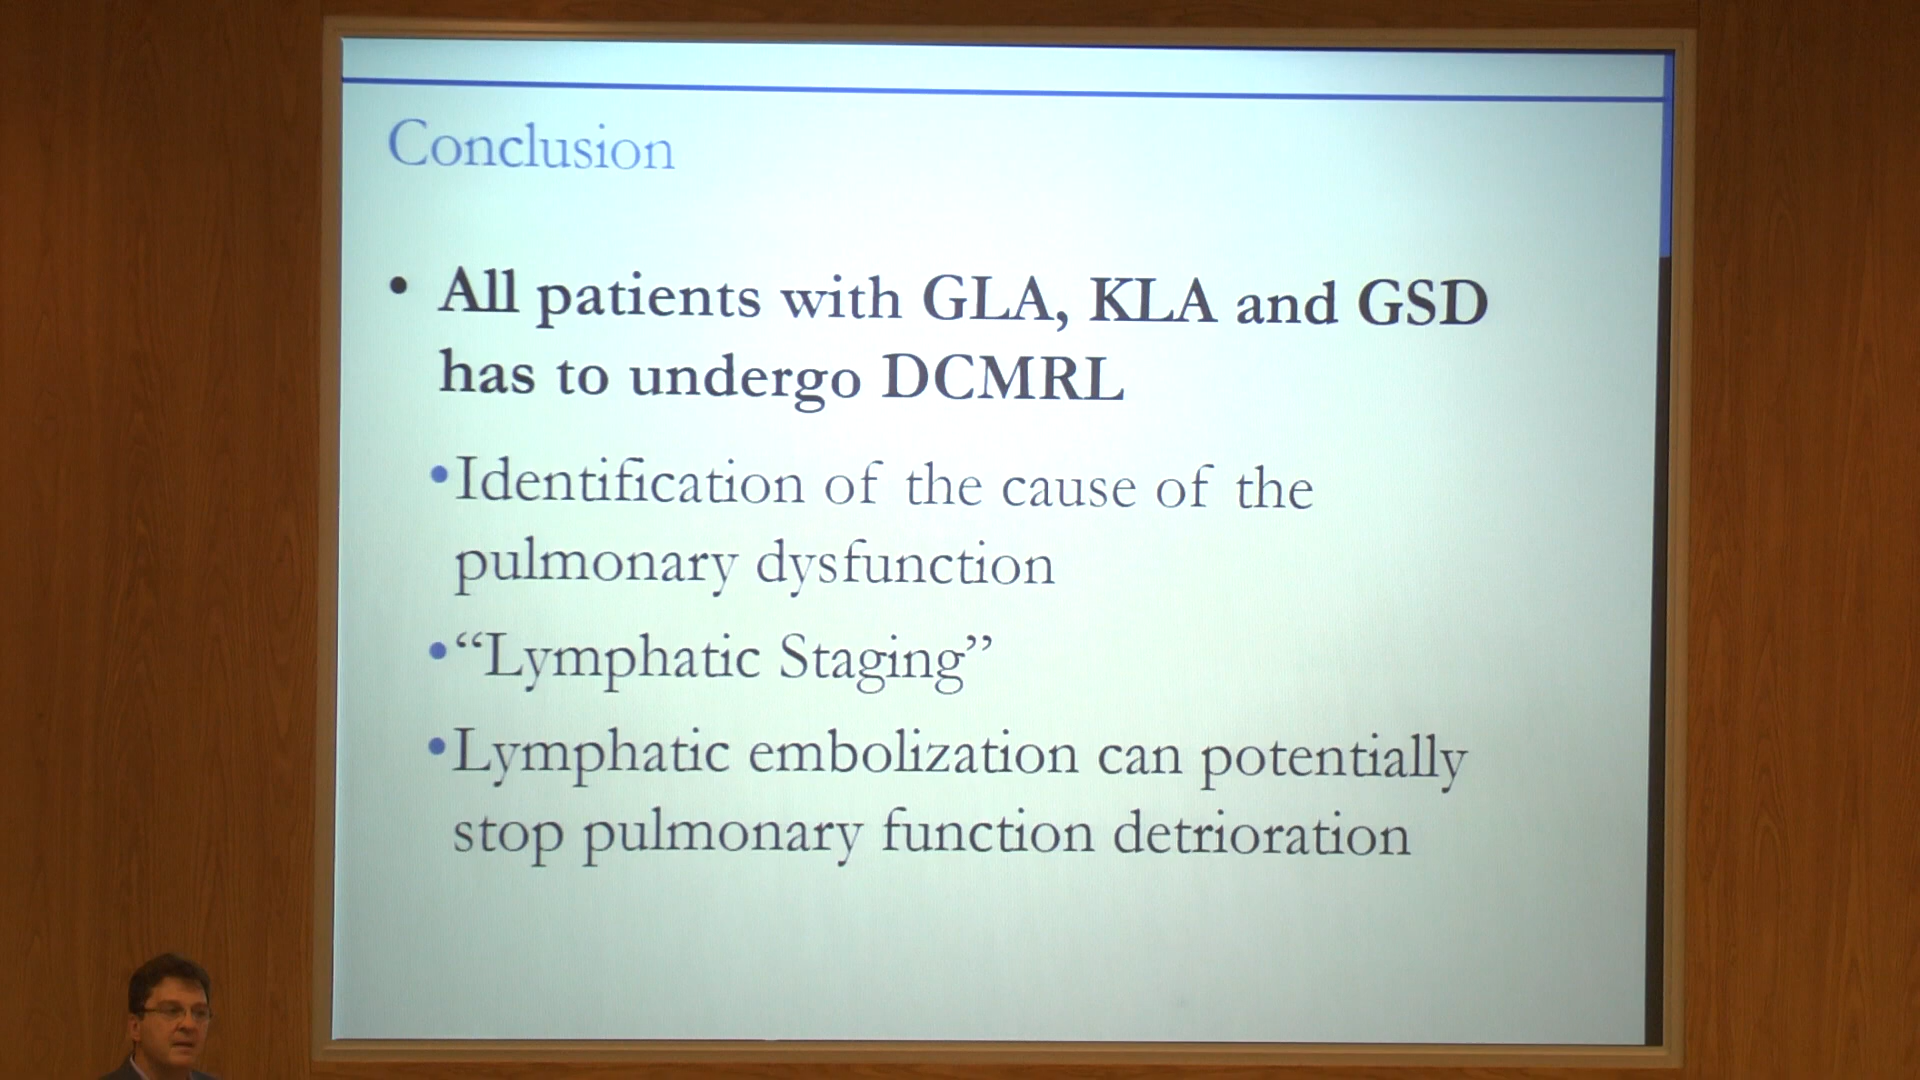 Conclusion
• All patients with GLA, KLA and GSD
has to undergo DCMRL
•Identification of the cause of the
pulmonary dysfunction
•“Lymphatic Staging”
•Lymphatic embolization can potentially
stop pulmonary function detrioration